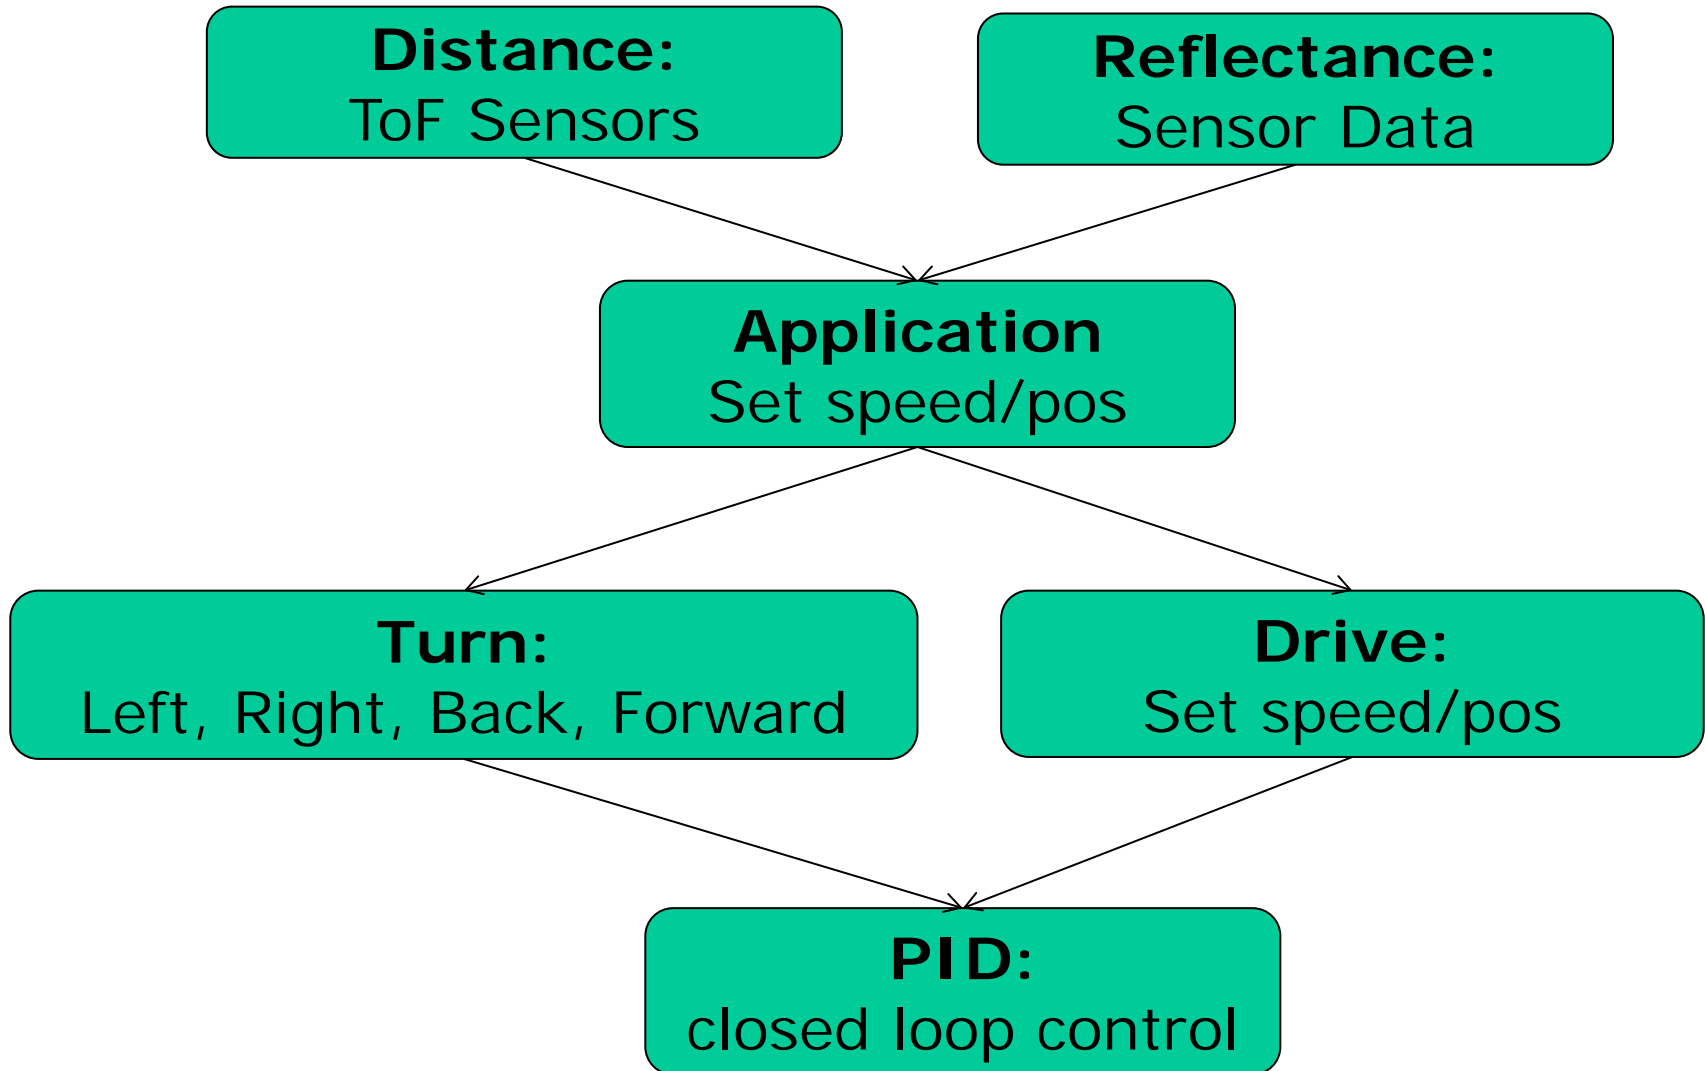 Distance:
ToF Sensors
Reflectance:
Sensor Data
Application
Set speed/pos
Turn:
Left, Right, Back, Forward
Drive:
Set speed/pos
PID:
closed loop control